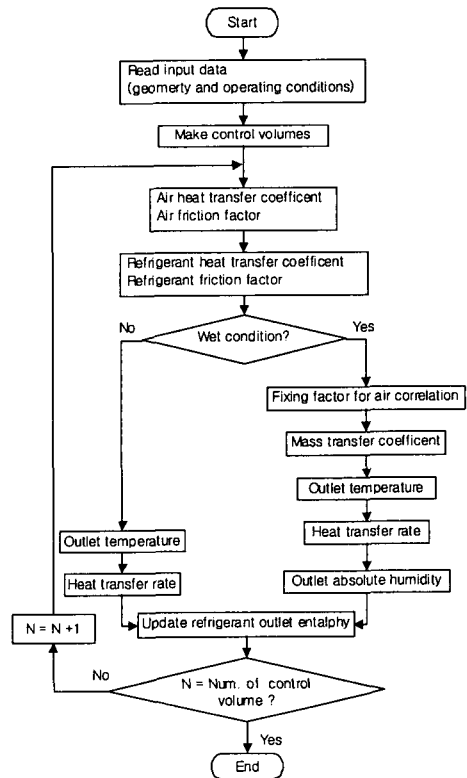 Start
Read input data
(geomerty and operating conditions)
Make control volumes
Air heat transfer coefficent
Air friction factor
Refrigerant heat transfer coefficent
Refrigerant friction factor
Wet condition?
No
Yes
Fixing factor for air correlation
Mass transfer coefficent
Outlet temperature
Heat transfer rate
Outlet absolute humidity
Outlet temperature
Heat transfer rate
Update refrigerant outlet entalphy
N = N +1
No
N = Num. of control
volume ?
Yes
End